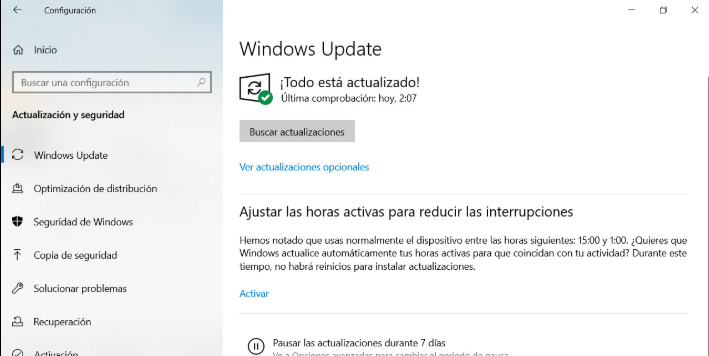 Configuración
Inicio
Buscar una configuración
Actualización y seguridad
Windows Update
Optimización de distribución
Seguridad de Windows
Copia de seguridad
Solucionar problemas
Recuperación
Activación
Windows Update
¡Todo está actualizado!
Última comprobación: hoy, 2:07
Buscar actualizaciones
Ver actualizaciones opcionales
Ajustar las horas activas para reducir las interrupciones
Hemos notado que usas normalmente el dispositivo entre las horas siguientes: 15:00 y 1:00. ¿Quieres que
Windows actualice automáticamente tus horas activas para que coincidan con tu actividad? Durante este
tiempo, no habrá reinicios para instalar actualizaciones.
Activar
Pausar las actualizaciones durante 7 días
Ve a Opciones avanzadas para cambiar el periodo de pausa